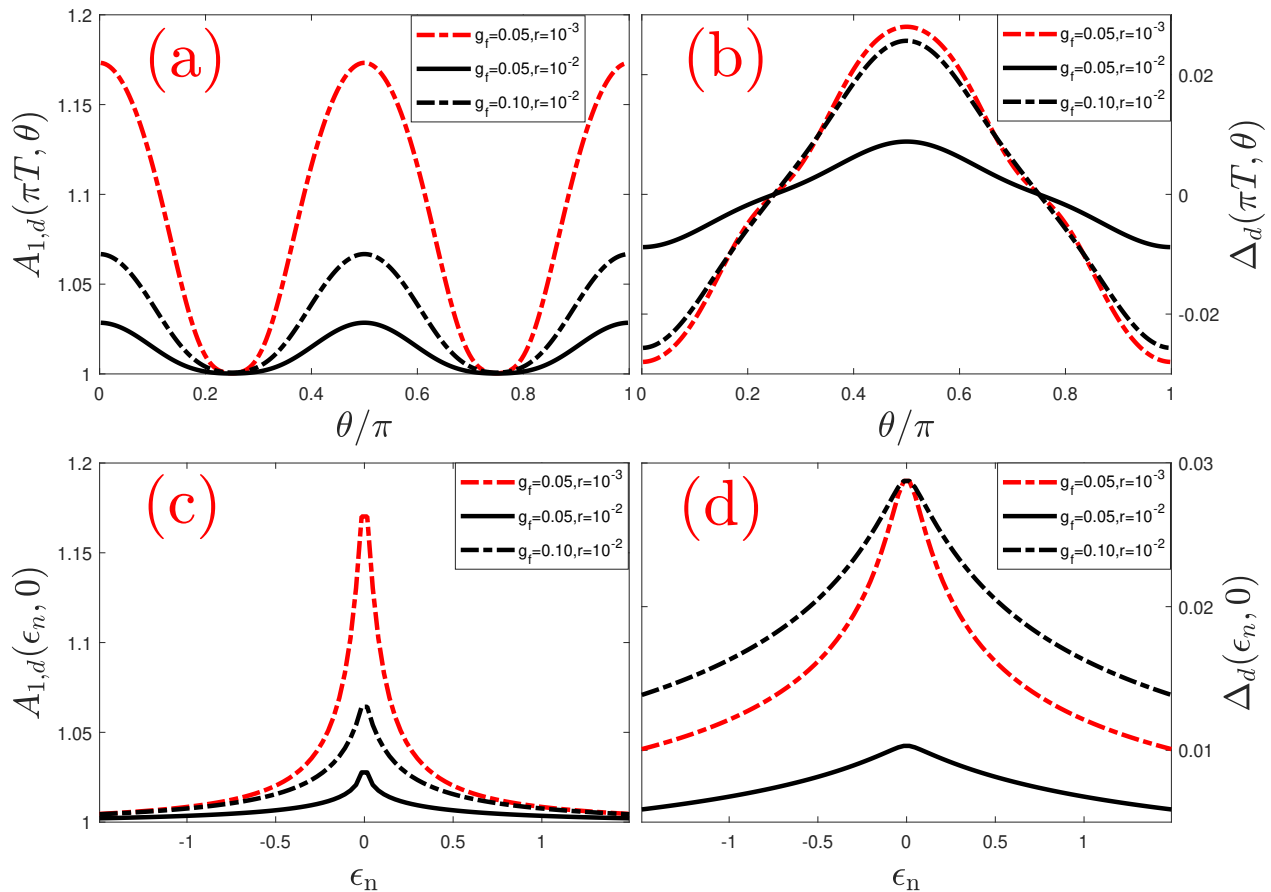 (a)
g_f=0.05,r=10^-3
g_f=0.05,r=10^-2
g_f=0.10,r=10^-2
1.2
1.15
1.1
1.05
1
A_{1,d}(πT, θ)
0 0.2 0.4 0.6 0.8 1
θ/π
(b)
g_f=0.05,r=10^-3
g_f=0.05,r=10^-2
g_f=0.10,r=10^-2
0.02
0
-0.02
Δ_d(πT, θ)
0 0.2 0.4 0.6 0.8 1
θ/π
(c)
g_f=0.05,r=10^-3
g_f=0.05,r=10^-2
g_f=0.10,r=10^-2
1.2
1.15
1.1
1.05
1
A_{1,d}(ϵ_n, 0)
-1 -0.5 0 0.5 1
ϵ_n
(d)
g_f=0.05,r=10^-3
g_f=0.05,r=10^-2
g_f=0.10,r=10^-2
0.03
0.02
0.01
Δ_d(ϵ_n, 0)
-1 -0.5 0 0.5 1
ϵ_n